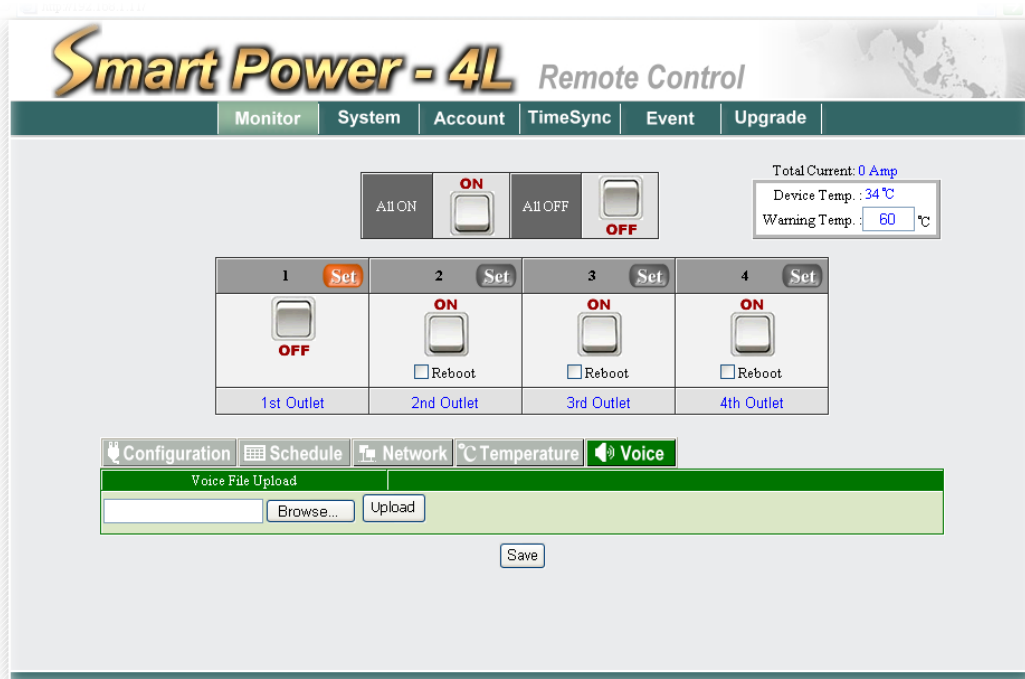 Smart Power - 4L Remote Control
Monitor System Account TimeSync Event Upgrade
Total Current: 0 Amp
All ON ON All OFF OFF
Device Temp. : 34℃
Warning Temp. : 60 ℃
1 Set 2 Set 3 Set 4 Set
OFF ON ON ON
Reboot Reboot Reboot
1st Outlet 2nd Outlet 3rd Outlet 4th Outlet
Configuration Schedule Network ℃ Temperature Voice
Voice File Upload
Browse... Upload
Save